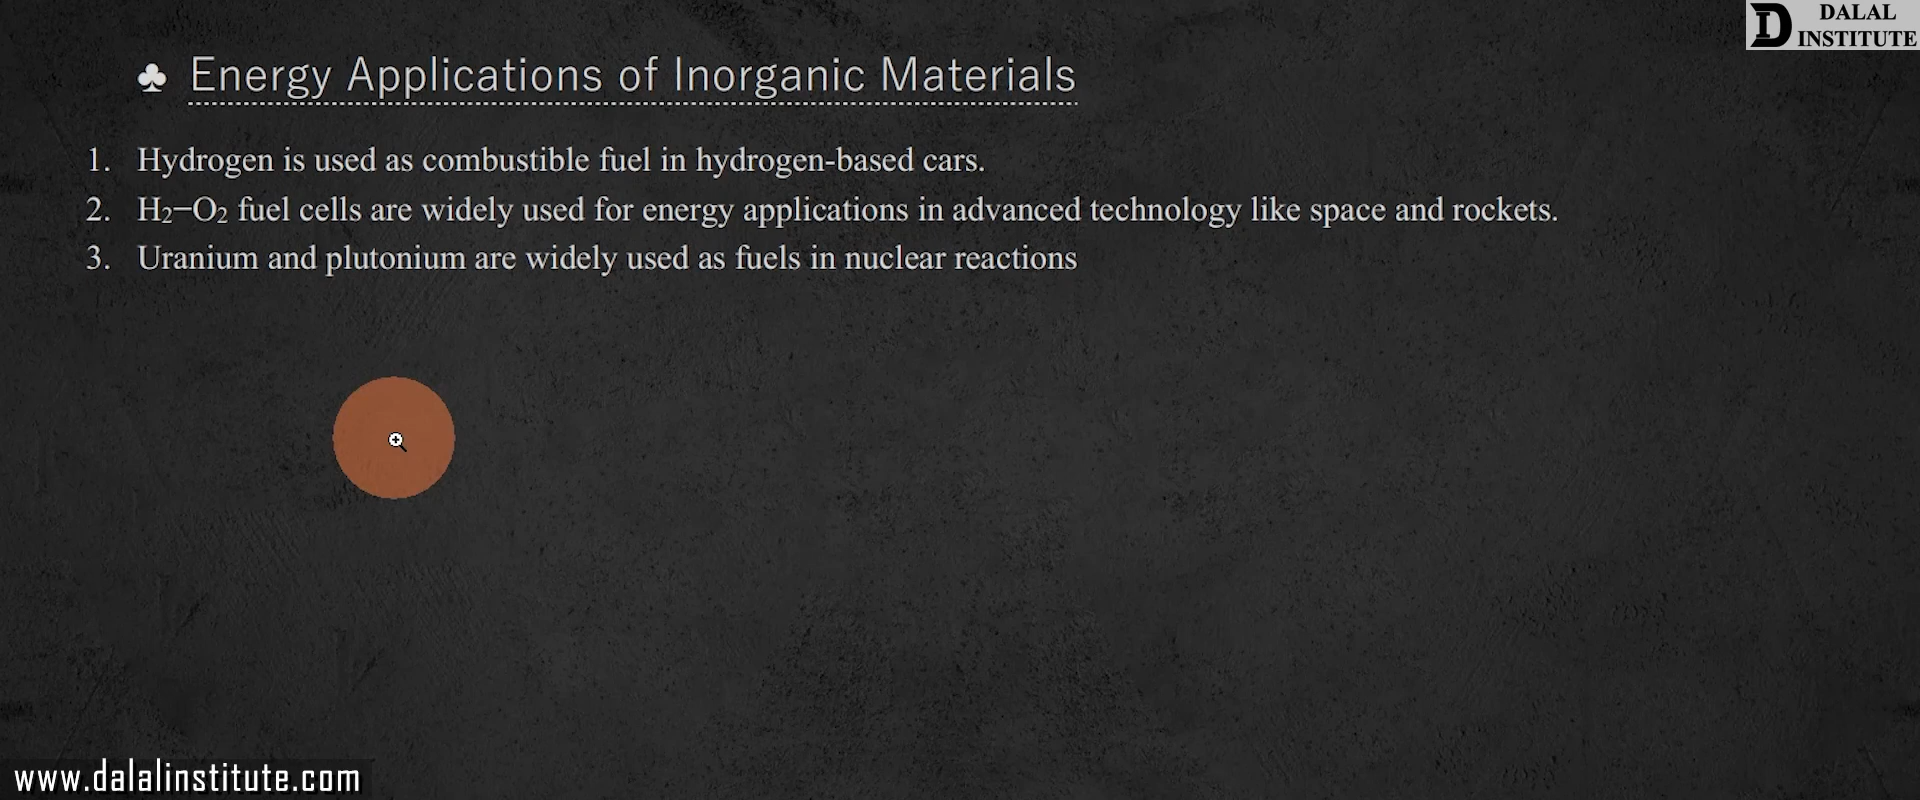 DALAL
INSTITUTE
♣ Energy Applications of Inorganic Materials
1. Hydrogen is used as combustible fuel in hydrogen-based cars.
2. H₂−O₂ fuel cells are widely used for energy applications in advanced technology like space and rockets.
3. Uranium and plutonium are widely used as fuels in nuclear reactions
www.dalalinstitute.com